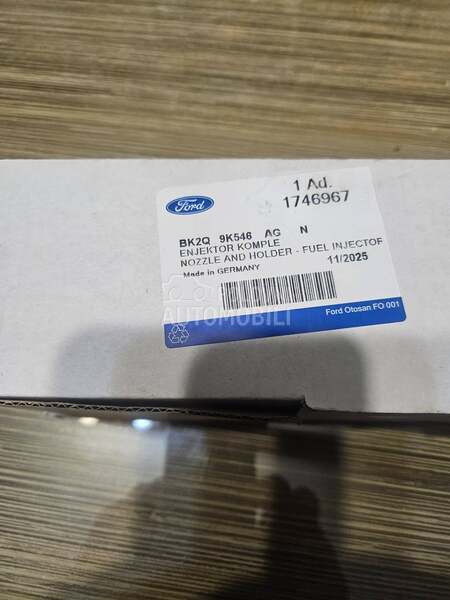 1 Ad.
1746967
Ford
BK2Q 9K546 AG N
ENJEKTOR KOMPLE
NOZZLE AND HOLDER - FUEL INJECTOF
Made in GERMANY 11/2025
AUTOMOBILI
Ford Otosan FO 001